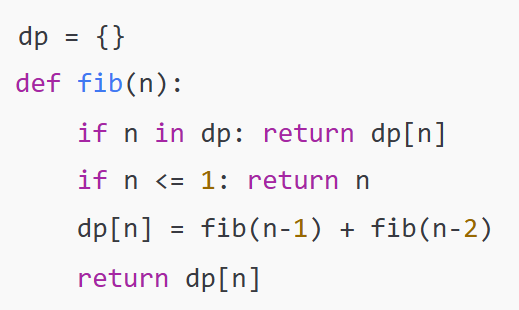 dp = {}
def fib(n):
    if n in dp: return dp[n]
    if n <= 1: return n
    dp[n] = fib(n-1) + fib(n-2)
    return dp[n]